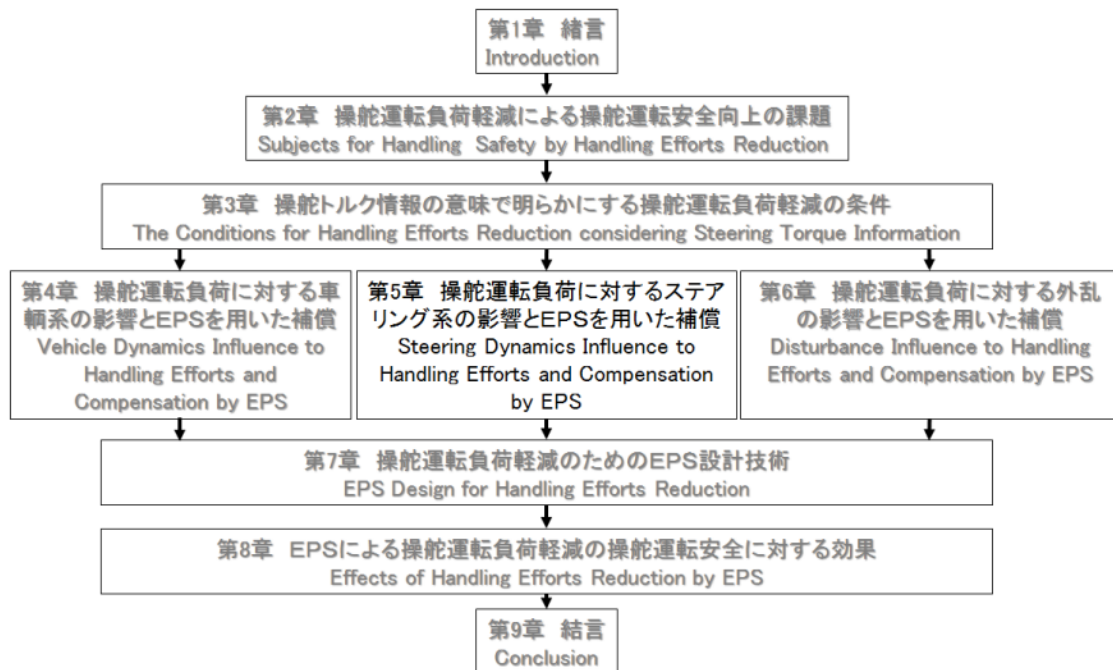 第1章 緒言
Introduction
第2章 操舵運転負荷軽減による操舵運転安全向上の課題
Subjects for Handling Safety by Handling Efforts Reduction
第3章 操舵トルク情報の意味で明らかにする操舵運転負荷軽減の条件
The Conditions for Handling Efforts Reduction considering Steering Torque Information
第4章 操舵運転負荷に対する車
輌系の影響とEPSを用いた補償
Vehicle Dynamics Influence to
Handling Efforts and
Compensation by EPS
第5章 操舵運転負荷に対するステア
リング系の影響とEPSを用いた補償
Steering Dynamics Influence to
Handling Efforts and Compensation
by EPS
第6章 操舵運転負荷に対する外乱
の影響とEPSを用いた補償
Disturbance Influence to Handling
Efforts and Compensation by EPS
第7章 操舵運転負荷軽減のためのEPS設計技術
EPS Design for Handling Efforts Reduction
第8章 EPSによる操舵運転負荷軽減の操舵運転安全に対する効果
Effects of Handling Efforts Reduction by EPS
第9章 結言
Conclusion